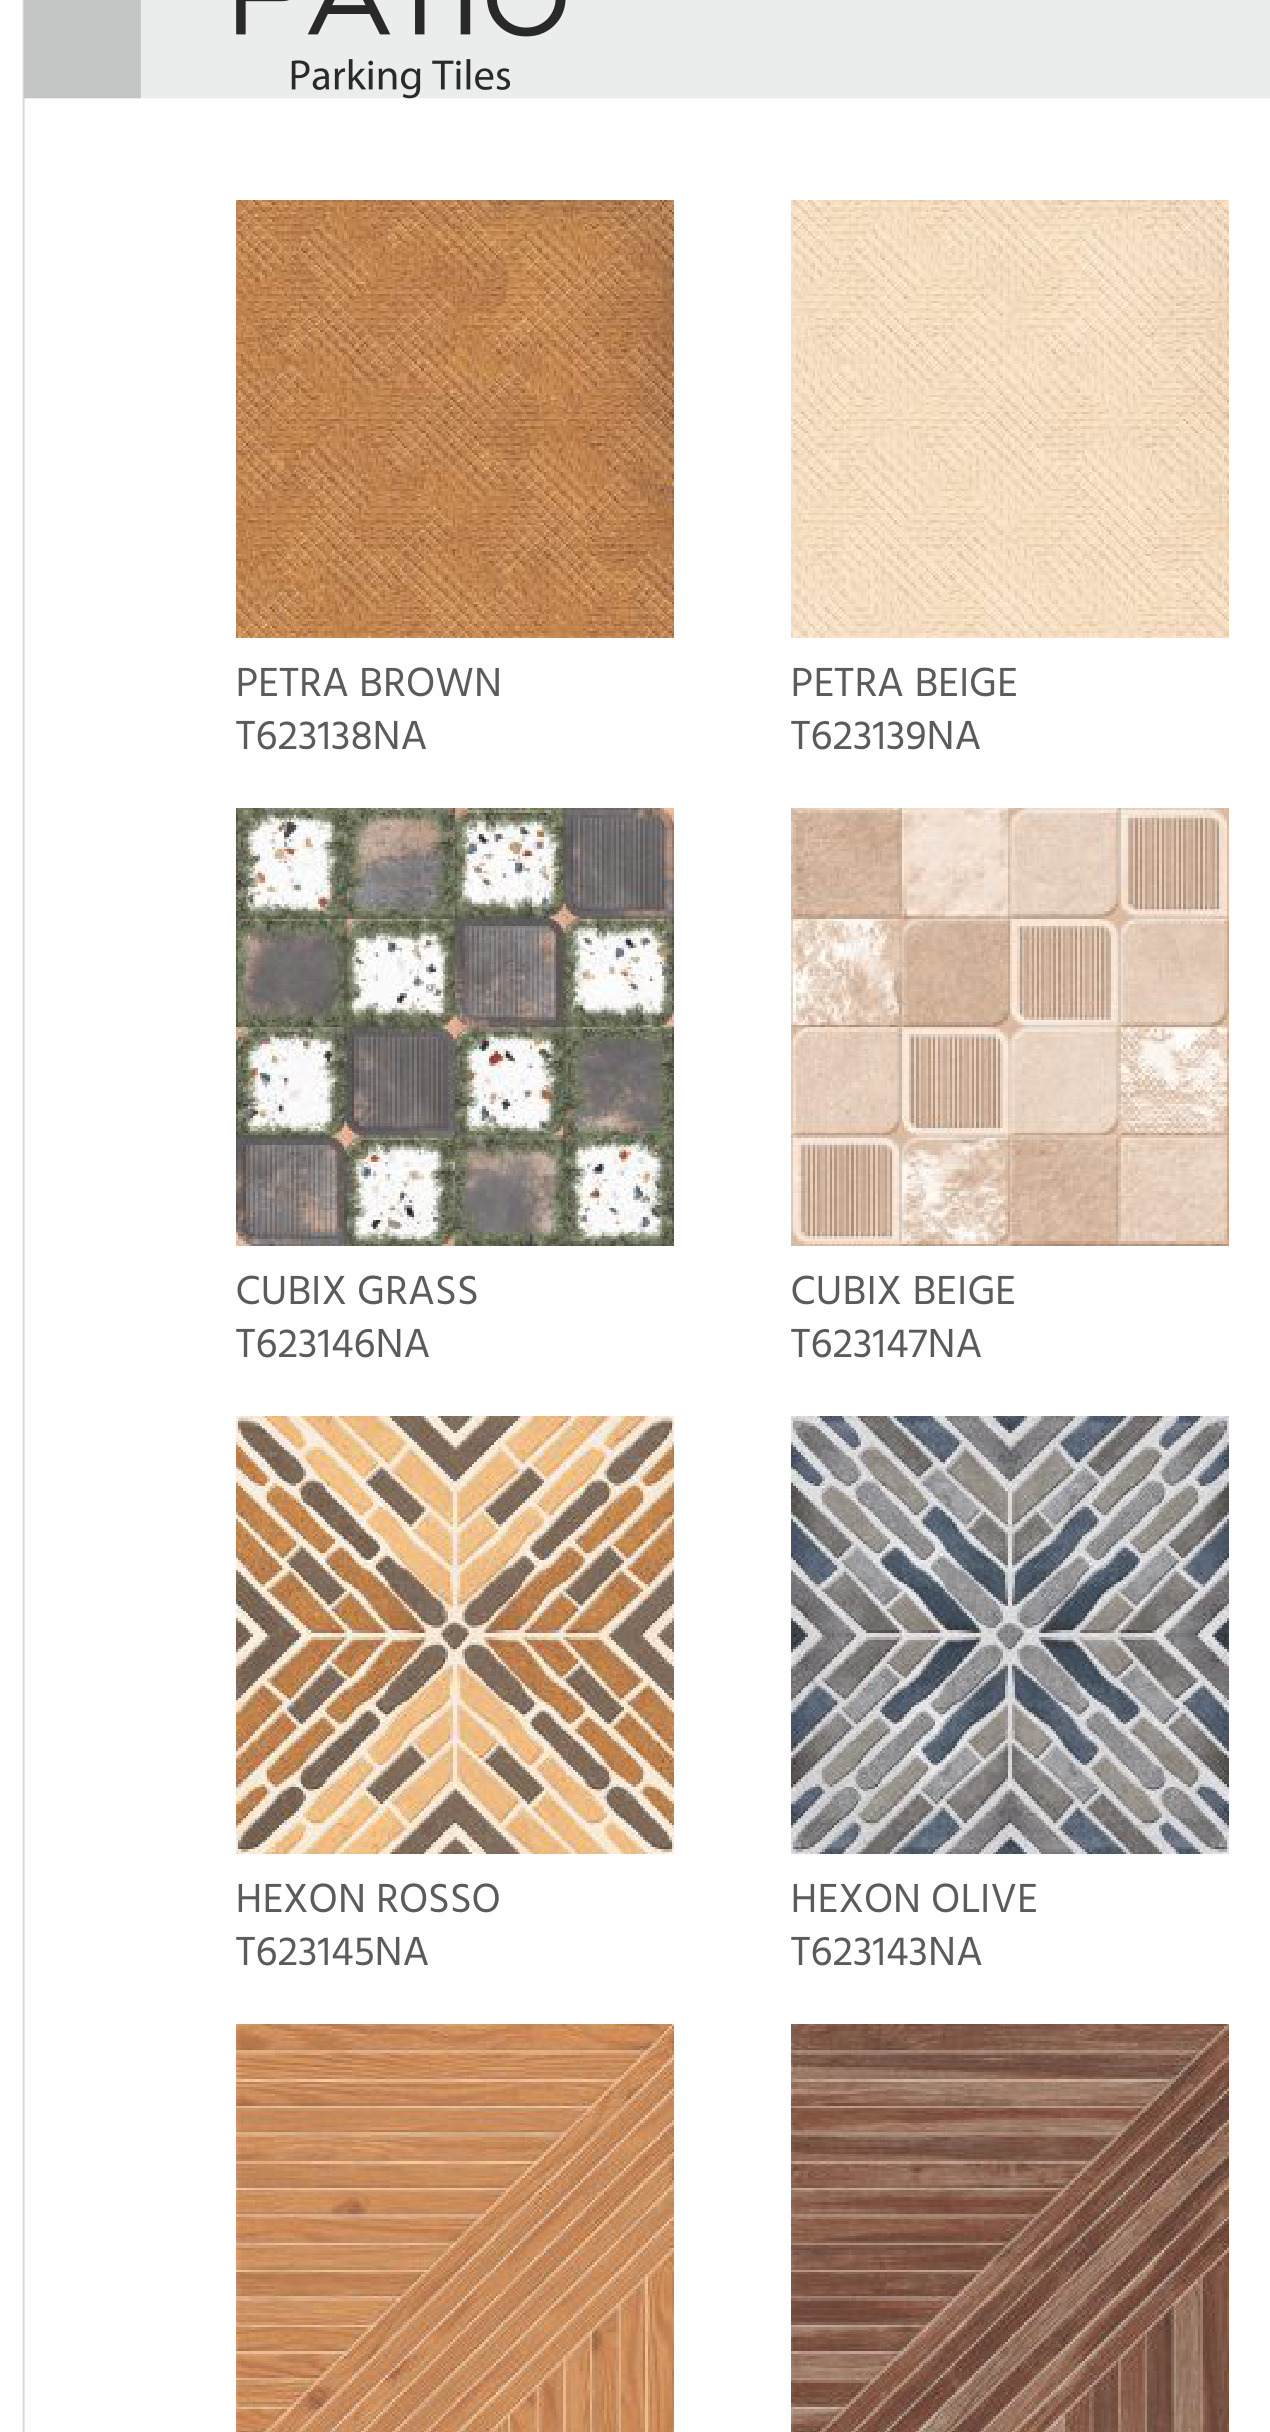 PATIO
Parking Tiles
PETRA BROWN
T623138NA
PETRA BEIGE
T623139NA
CUBIX GRASS
T623146NA
CUBIX BEIGE
T623147NA
HEXON ROSSO
T623145NA
HEXON OLIVE
T623143NA